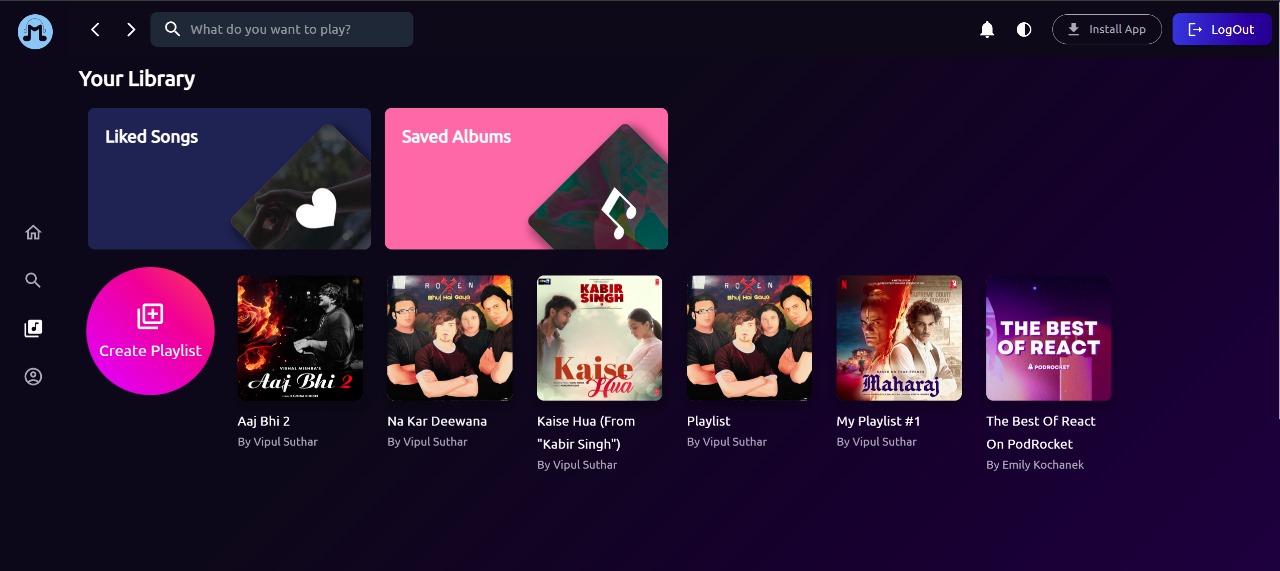 What do you want to play?
Install App
LogOut
Your Library
Liked Songs
Saved Albums
Create Playlist
VISHAL MISHRA'S
Aaj Bhi 2
ROXEN
Bhuj Hai Gaya
KABIR
SINGH
Kaise
Hua
ROXEN
Bhuj Hai Gaya
Maharaj
THE BEST
OF REACT
PODROCKET
Aaj Bhi 2
By Vipul Suthar
Na Kar Deewana
By Vipul Suthar
Kaise Hua (From
"Kabir Singh")
By Vipul Suthar
Playlist
By Vipul Suthar
My Playlist #1
By Vipul Suthar
The Best Of React
On PodRocket
By Emily Kochanek